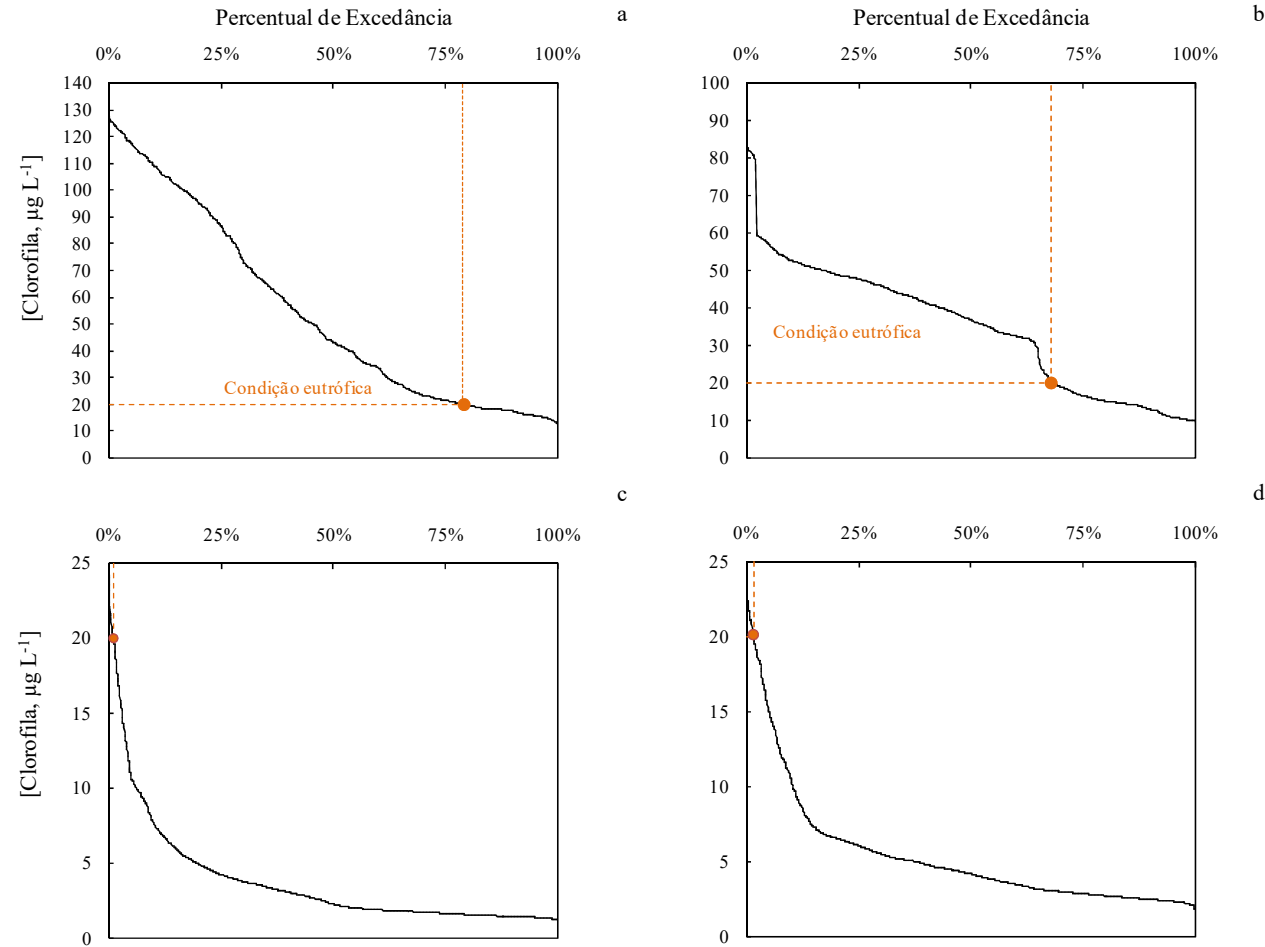 Percentual de Excedância
a
0% 25% 50% 75% 100%
140
130
120
110
100
90
80
70
60
50
40
30
20
10
0
[Clorofila, µg L-1]
Condição eutrófica
Percentual de Excedância
b
0% 25% 50% 75% 100%
100
90
80
70
60
50
40
30
20
10
0
Condição eutrófica
c
0% 25% 50% 75% 100%
25
20
15
10
5
0
[Clorofila, µg L-1]
d
0% 25% 50% 75% 100%
25
20
15
10
5
0